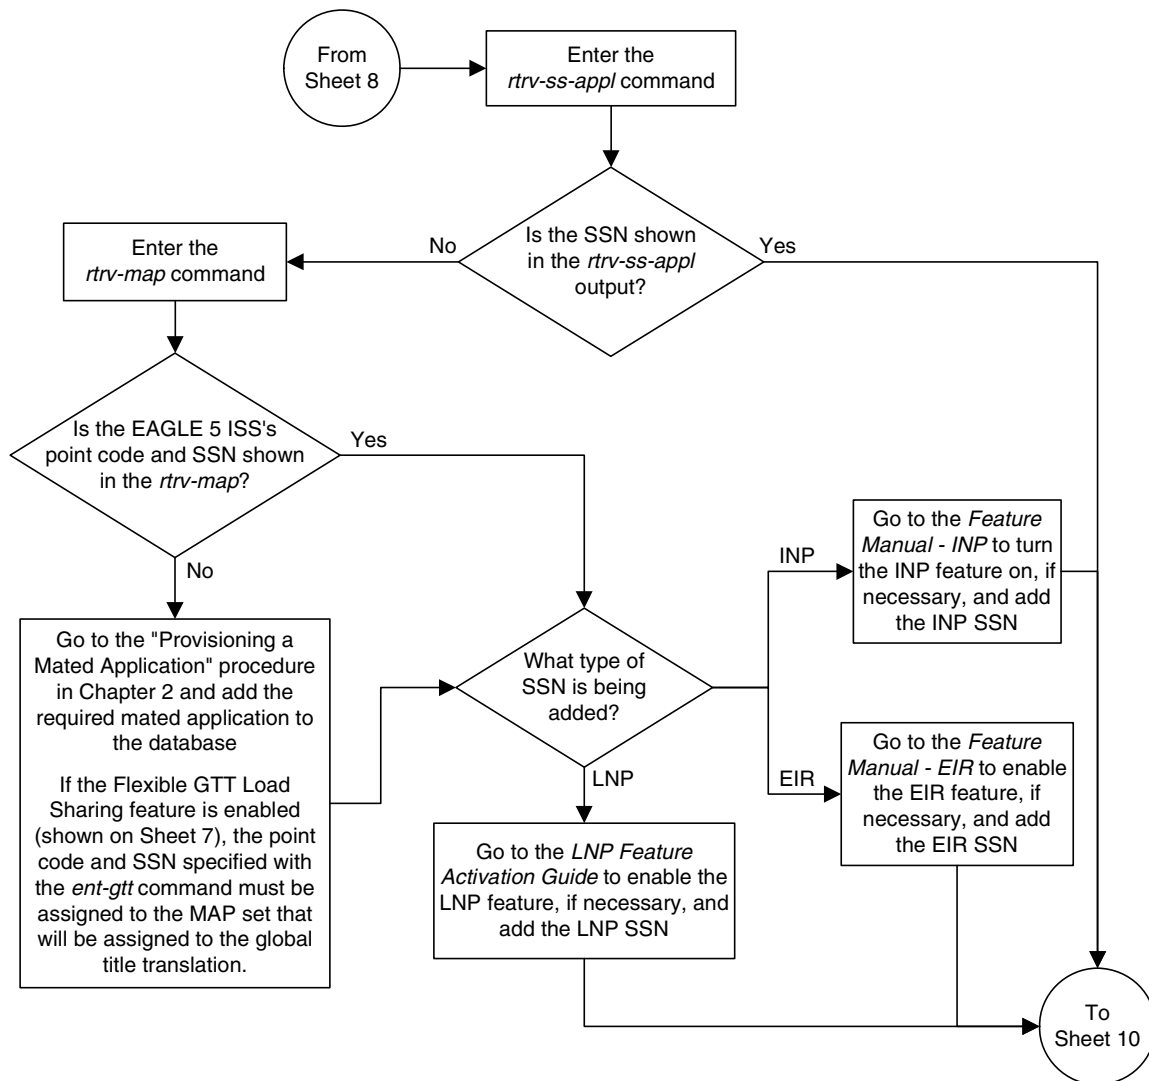 From
Sheet 8
Enter the
rtrv-ss-appl command
Is the SSN shown
in the rtrv-ss-appl
output?
No
Yes
Enter the
rtrv-map command
Is the EAGLE 5 ISS's
point code and SSN shown
in the rtrv-map?
Yes
No
Go to the "Provisioning a
Mated Application" procedure
in Chapter 2 and add the
required mated application to
the database
If the Flexible GTT Load
Sharing feature is enabled
(shown on Sheet 7), the point
code and SSN specified with
the ent-gtt command must be
assigned to the MAP set that
will be assigned to the global
title translation.
What type of
SSN is being
added?
INP
Go to the Feature
Manual - INP to turn
the INP feature on, if
necessary, and add
the INP SSN
EIR
Go to the Feature
Manual - EIR to enable
the EIR feature, if
necessary, and add
the EIR SSN
LNP
Go to the LNP Feature
Activation Guide to enable the
LNP feature, if necessary, and
add the LNP SSN
To
Sheet 10